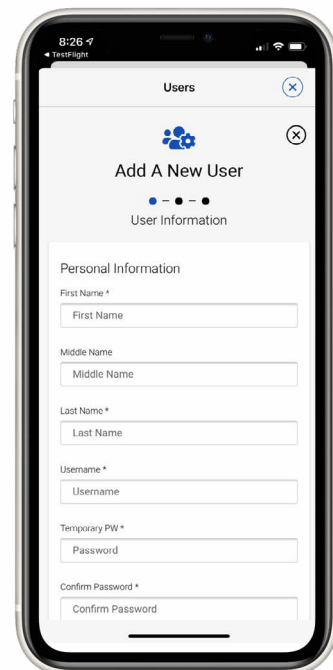 8:26
◀ TestFlight
Users
Add A New User
User Information
Personal Information
First Name *
First Name
Middle Name
Middle Name
Last Name *
Last Name
Username *
Username
Temporary PW *
Password
Confirm Password *
Confirm Password